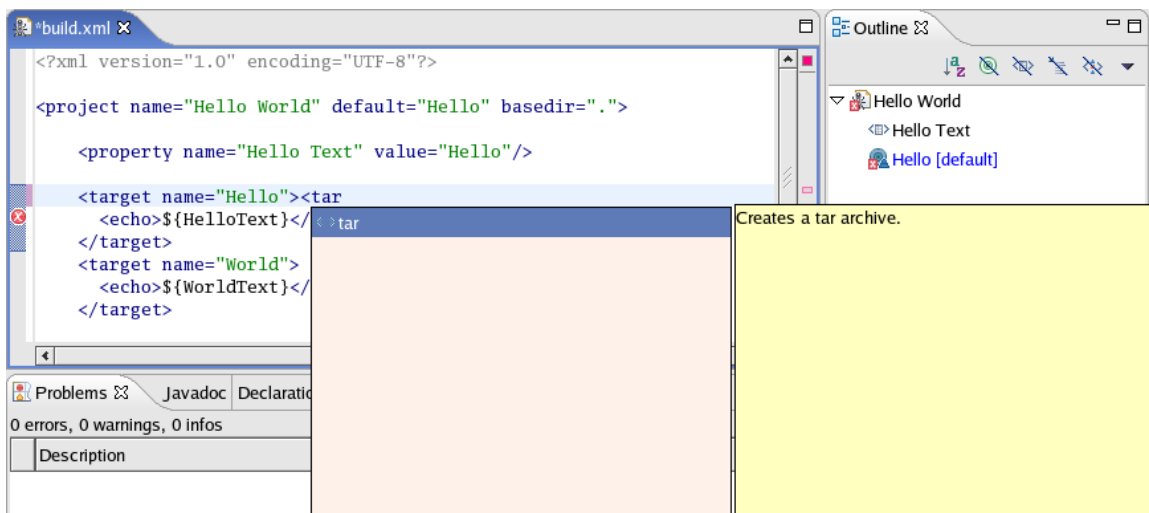 *build.xml
<?xml version="1.0" encoding="UTF-8"?>
<project name="Hello World" default="Hello" basedir=".">
<property name="Hello Text" value="Hello"/>
<target name="Hello"><tar
<echo>${HelloText}</
</target>
<target name="World">
<echo>${WorldText}</
</target>
tar
Creates a tar archive.
Outline
Hello World
Hello Text
Hello [default]
Problems Javadoc
0 errors, 0 warnings, 0 infos
Description